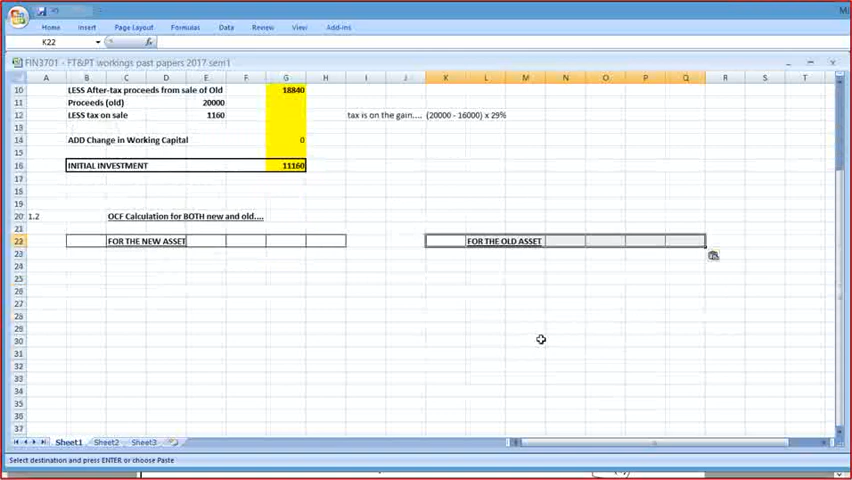 Home Insert Page Layout Formulas Data Review View Add-Ins
K22 fx
FIN3701 - FT&PT workings past papers 2017 sem1
A B C D E F G H I J K L M N O P Q R S T
10 LESS After-tax proceeds from sale of Old 18840
11 Proceeds (old) 20000
12 LESS tax on sale 1160 tax is on the gain.... (20000 - 16000) x 29%
13
14 ADD Change in Working Capital 0
15
16 INITIAL INVESTMENT 11160
17
18
19
20 1.2 OCF Calculation for BOTH new and old....
21
22 FOR THE NEW ASSET FOR THE OLD ASSET
23
24
25
26
27
28
29
30
31
32
33
34
35
36
37
Sheet1 Sheet2 Sheet3
Select destination and press ENTER or choose Paste